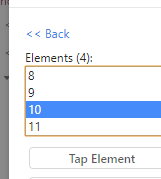 << Back
Elements (4):
8
9
10
11
Tap Element